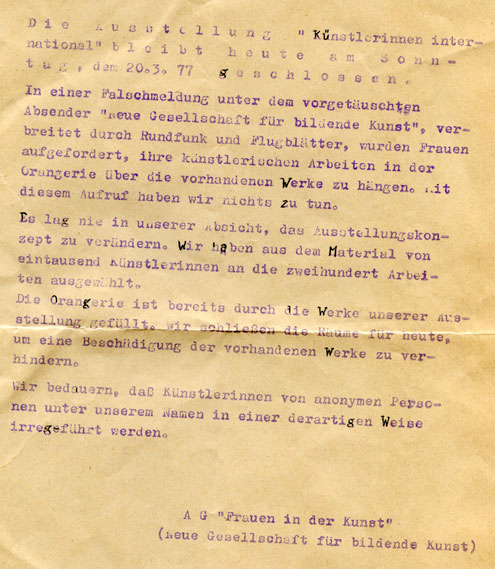 Die Ausstellung "Künstlerinnen inter-
national" bleibt heute am Sonn-
tag, dem 20.3. 77 geschlossen.
In einer Falschmeldung unter dem vorgetäuschten
Absender "Neue Gesellschaft für bildende Kunst", ver-
breitet durch Rundfunk und Flugblätter, wurden Frauen
aufgefordert, ihre künstlerischen Arbeiten in der
Orangerie über die vorhandenen Werke zu hängen. Mit
diesem Aufruf haben wir nichts zu tun.
Es lag nie in unserer Absicht, das Ausstellungskon-
zept zu verändern. Wir haben aus dem Material von
eintausend Künstlerinnen an die zweihundert Arbei-
ten ausgewählt.
Die Orangerie ist bereits durch die Werke unserer Aus-
stellung gefüllt. Wir schließen die Räume für heute,
um eine Beschädigung der vorhandenen Werke zu ver-
hindern.
Wir bedauern, daß Künstlerinnen von anonymen Perso-
nen unter unserem Namen in einer derartigen Weise
irregeführt werden.
A G "Frauen in der Kunst"
(Neue Gesellschaft für bildende Kunst)